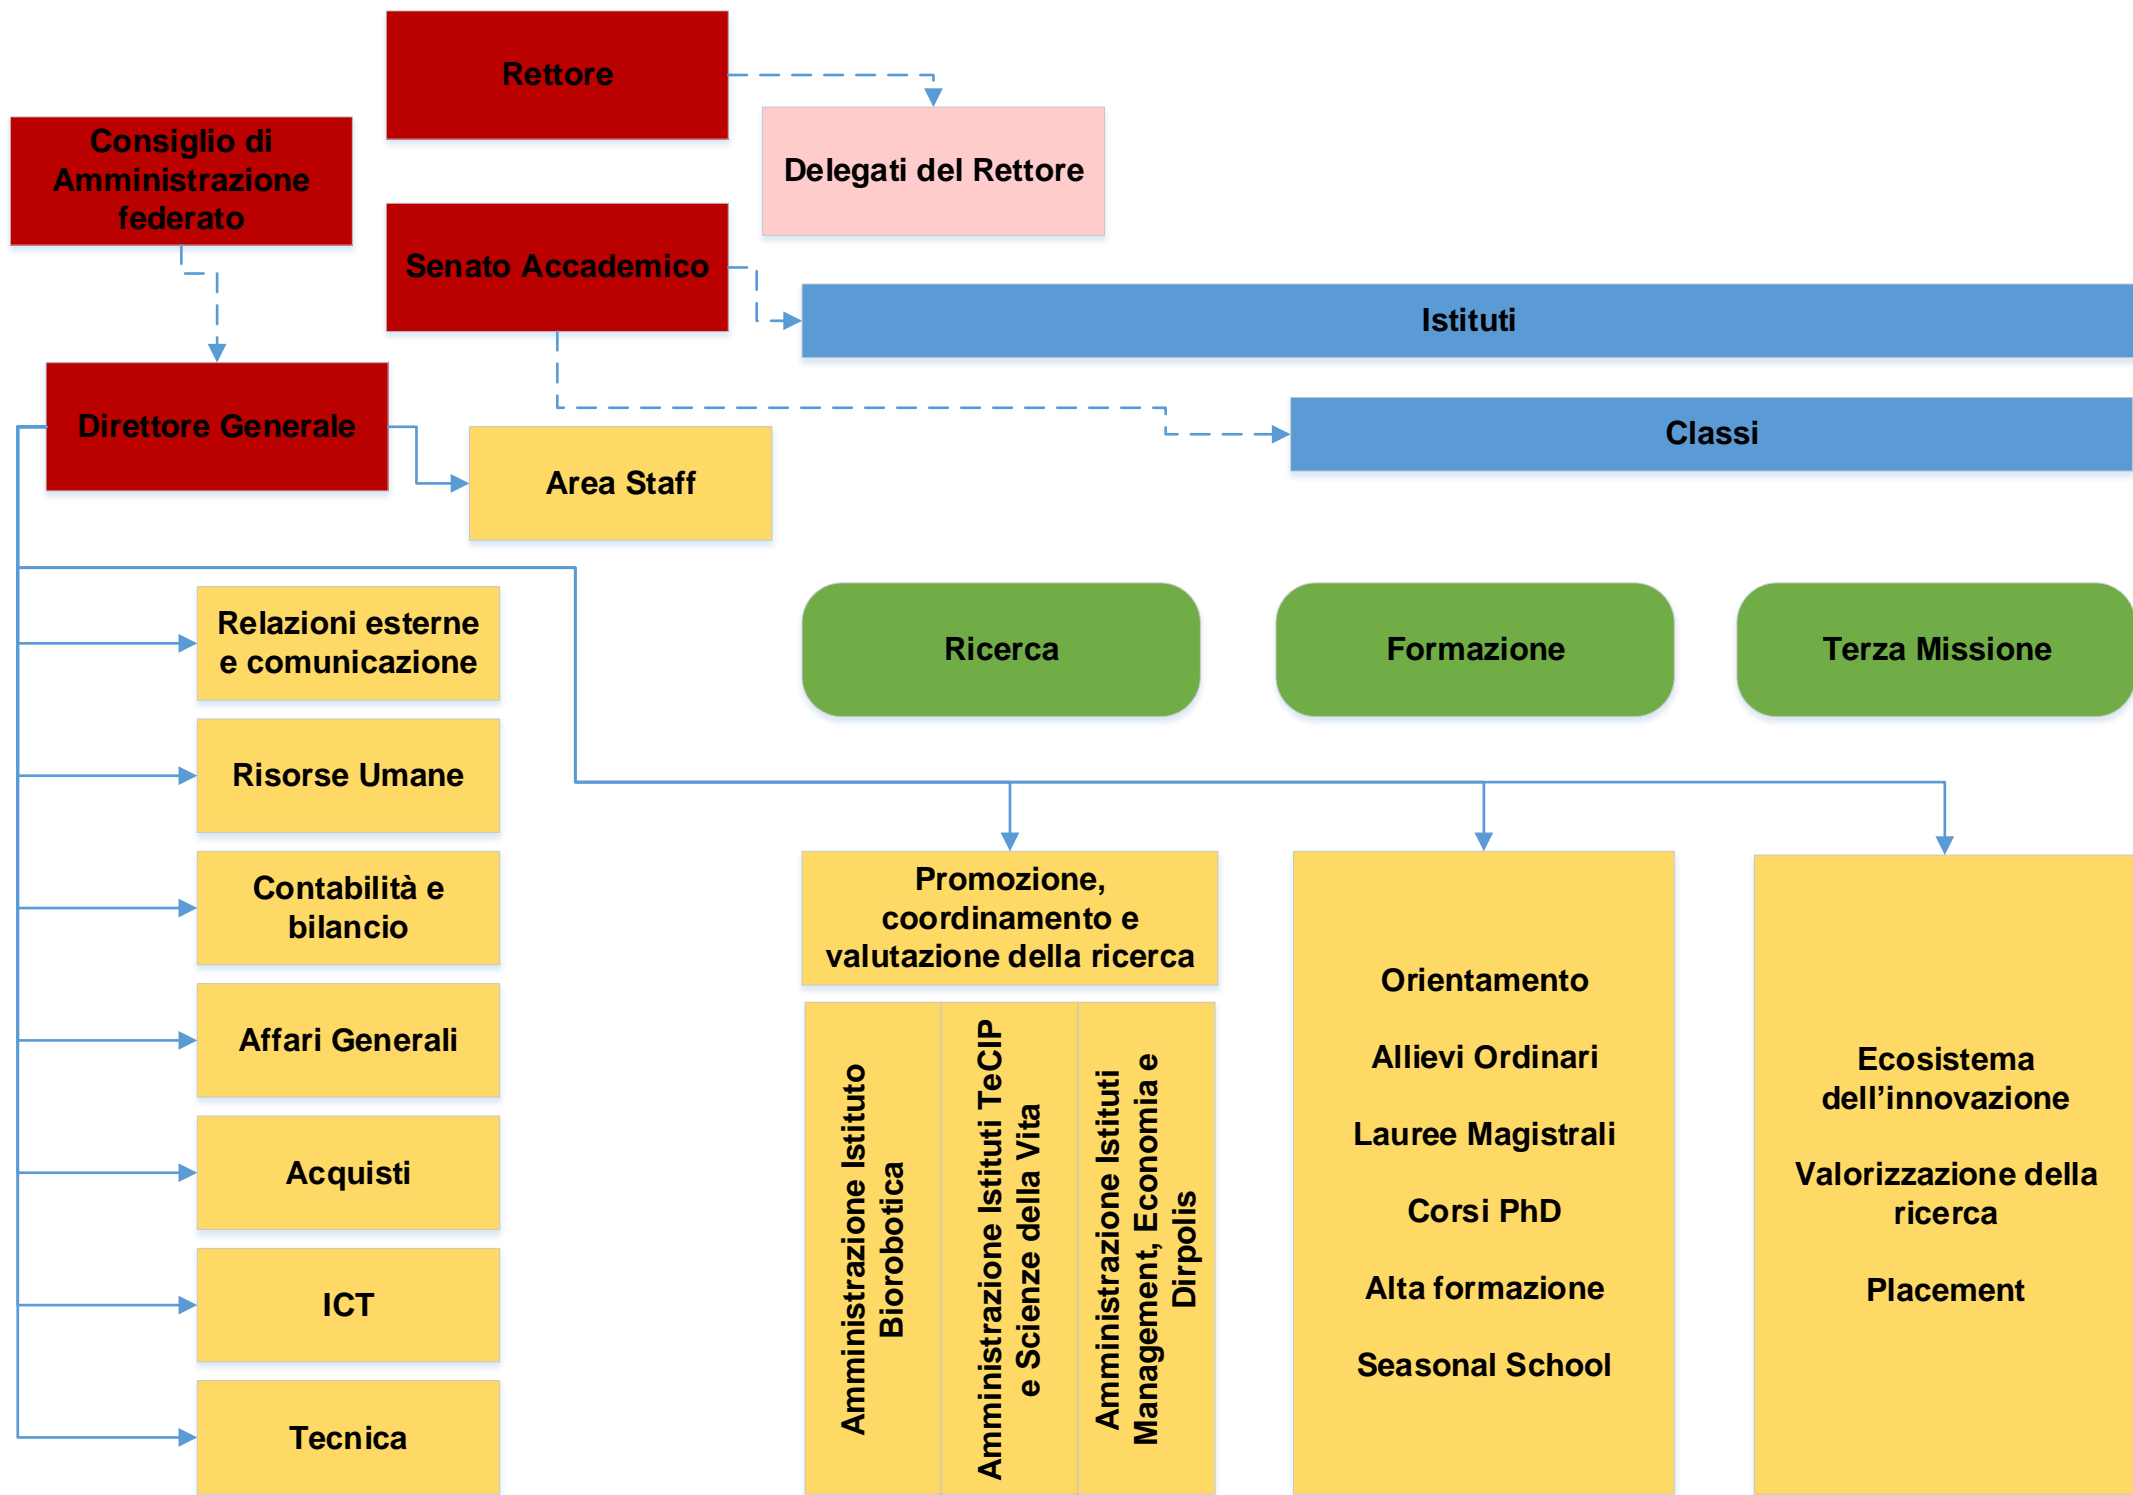 Rettore
Consiglio di
Amministrazione
federato
Delegati del Rettore
Senato Accademico
Istituti
Direttore Generale
Classi
Area Staff
Relazioni esterne
e comunicazione
Ricerca
Formazione
Terza Missione
Risorse Umane
Contabilità e
bilancio
Affari Generali
Acquisti
ICT
Tecnica
Promozione,
coordinamento e
valutazione della ricerca
Amministrazione Istituto
Biorobotica
Amministrazione Istituti TeCIP
e Scienze della Vita
Amministrazione Istituti
Management, Economia e
Dirpolis
Orientamento
Allievi Ordinari
Lauree Magistrali
Corsi PhD
Alta formazione
Seasonal School
Ecosistema
dell’innovazione
Valorizzazione della
ricerca
Placement